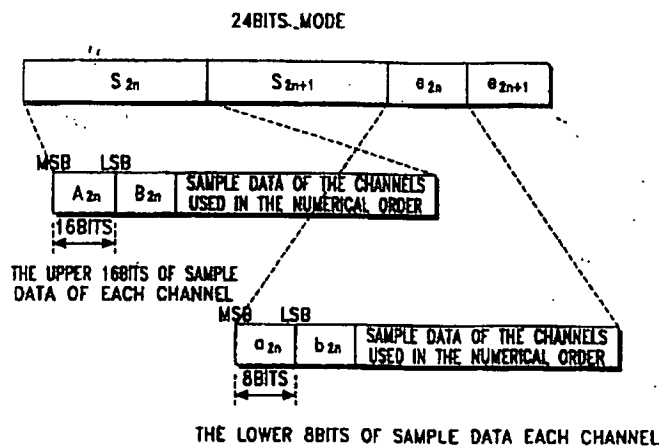 24BITS MODE
S2n S2n+1 e2n e2n+1
MSB LSB
A2n B2n SAMPLE DATA OF THE CHANNELS
USED IN THE NUMERICAL ORDER
16BITS
THE UPPER 16BITS OF SAMPLE
DATA OF EACH CHANNEL
MSB LSB
a2n b2n SAMPLE DATA OF THE CHANNELS
USED IN THE NUMERICAL ORDER
8BITS
THE LOWER 8BITS OF SAMPLE DATA EACH CHANNEL